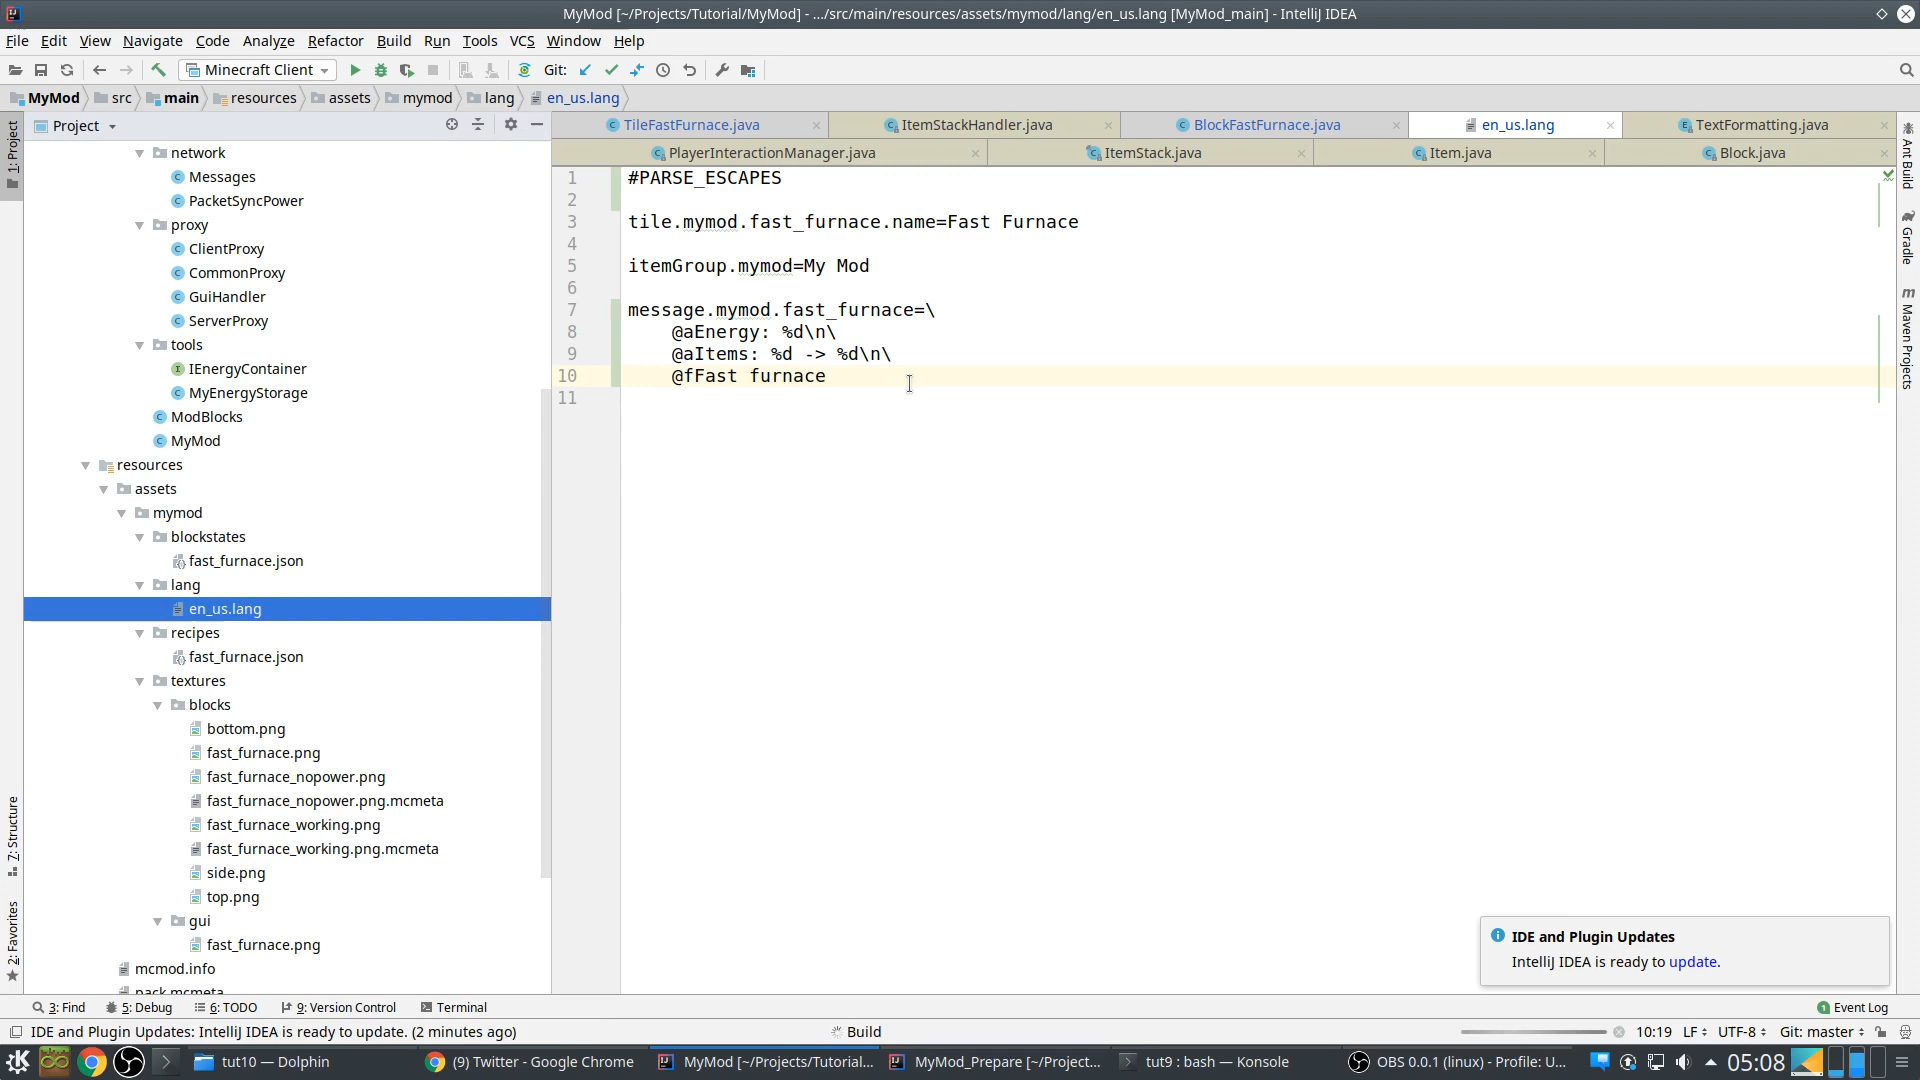 MyMod [~/Projects/Tutorial/MyMod] - .../src/main/resources/assets/mymod/lang/en_us.lang [MyMod_main] - IntelliJ IDEA
File Edit View Navigate Code Analyze Refactor Build Run Tools VCS Window Help
Minecraft Client Git:
MyMod src main resources assets mymod lang en_us.lang
1: Project
7: Structure
2: Favorites
Project
network
Messages
PacketSyncPower
proxy
ClientProxy
CommonProxy
GuiHandler
ServerProxy
tools
IEnergyContainer
MyEnergyStorage
ModBlocks
MyMod
resources
assets
mymod
blockstates
fast_furnace.json
lang
en_us.lang
recipes
fast_furnace.json
textures
blocks
bottom.png
fast_furnace.png
fast_furnace_nopower.png
fast_furnace_nopower.png.mcmeta
fast_furnace_working.png
fast_furnace_working.png.mcmeta
side.png
top.png
gui
fast_furnace.png
mcmod.info
pack.mcmeta
TileFastFurnace.java ItemStackHandler.java BlockFastFurnace.java en_us.lang TextFormatting.java
PlayerInteractionManager.java ItemStack.java Item.java Block.java
1 #PARSE_ESCAPES
2
3 tile.mymod.fast_furnace.name=Fast Furnace
4
5 itemGroup.mymod=My Mod
6
7 message.mymod.fast_furnace=\
8 @aEnergy: %d\n\
9 @aItems: %d -> %d\n\
10 @fFast furnace
11
Ant Build
Gradle
Maven Projects
IDE and Plugin Updates
IntelliJ IDEA is ready to update.
3: Find 5: Debug 6: TODO 9: Version Control Terminal 1 Event Log
IDE and Plugin Updates: IntelliJ IDEA is ready to update. (2 minutes ago) Build 10:19 LF UTF-8 Git: master
tut10 — Dolphin (9) Twitter - Google Chrome MyMod [~/Projects/Tutorial... MyMod_Prepare [~/Project... tut9 : bash — Konsole OBS 0.0.1 (linux) - Profile: U... 05:08